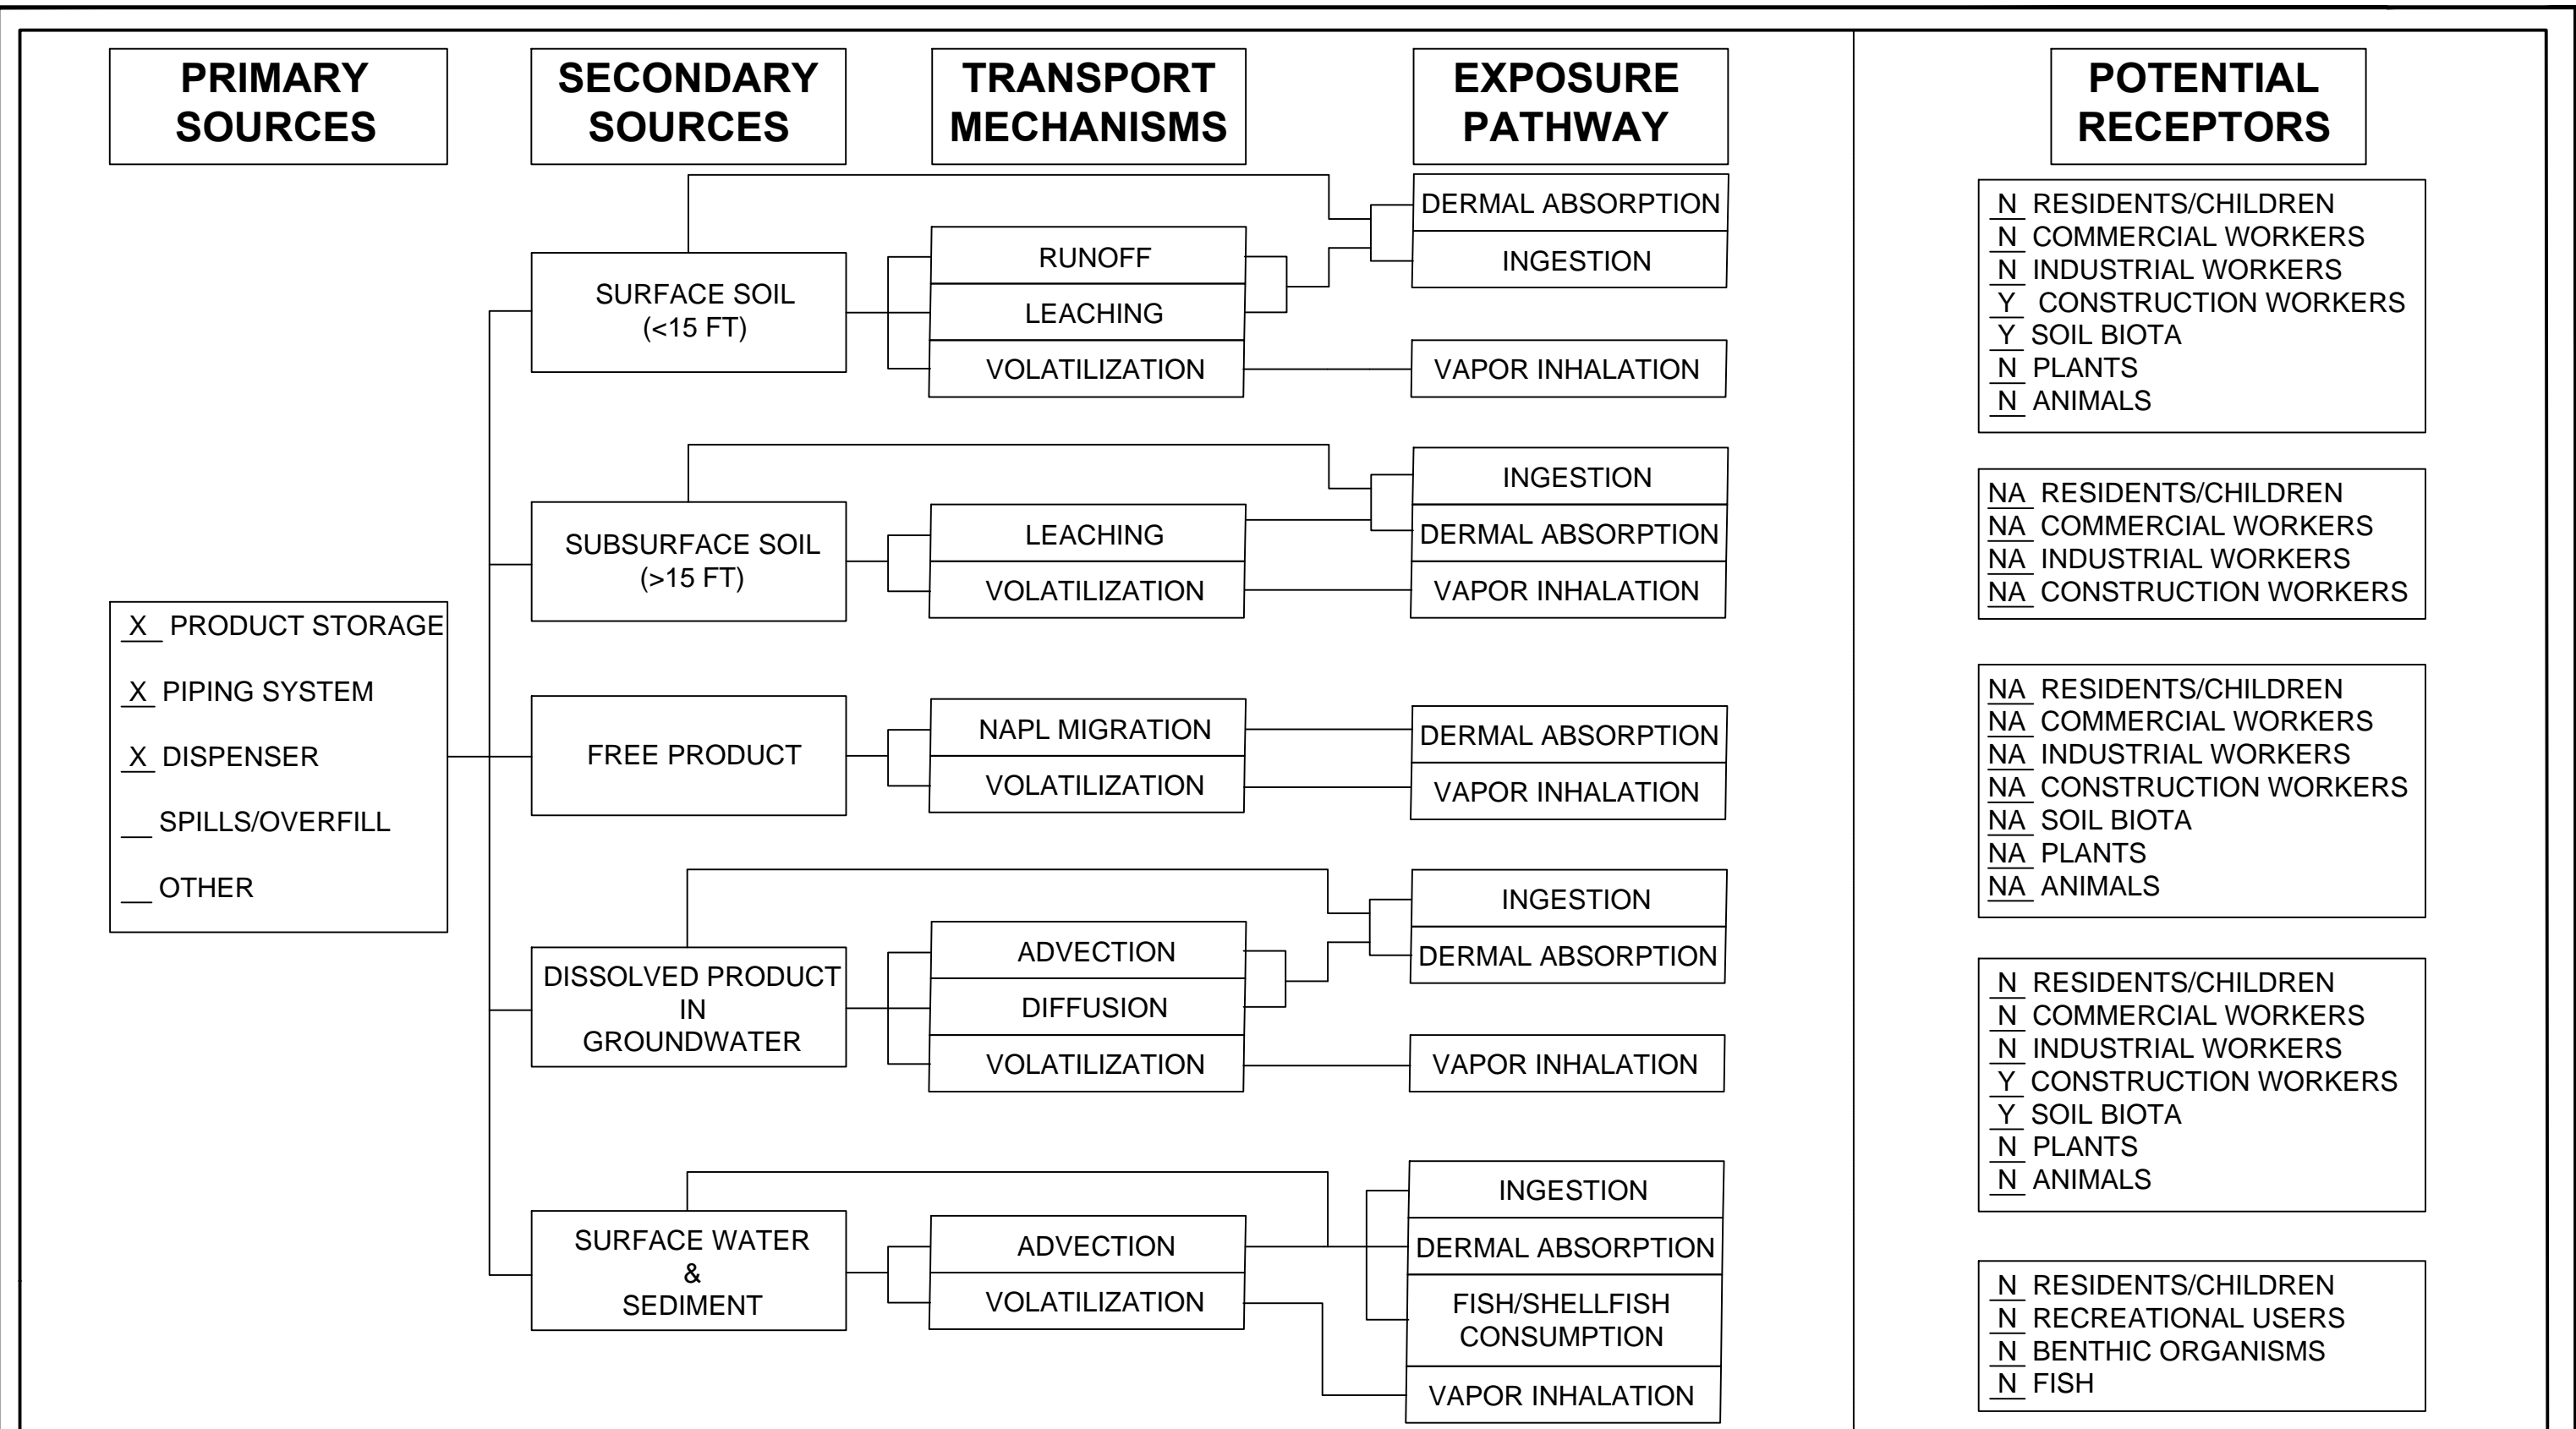 PRIMARY
SOURCES
SECONDARY
SOURCES
TRANSPORT
MECHANISMS
EXPOSURE
PATHWAY
POTENTIAL
RECEPTORS
X PRODUCT STORAGE
X PIPING SYSTEM
X DISPENSER
__ SPILLS/OVERFILL
__ OTHER
SURFACE SOIL
(<15 FT)
RUNOFF
LEACHING
VOLATILIZATION
DERMAL ABSORPTION
INGESTION
VAPOR INHALATION
N RESIDENTS/CHILDREN
N COMMERCIAL WORKERS
N INDUSTRIAL WORKERS
Y CONSTRUCTION WORKERS
Y SOIL BIOTA
N PLANTS
N ANIMALS
SUBSURFACE SOIL
(>15 FT)
LEACHING
VOLATILIZATION
INGESTION
DERMAL ABSORPTION
VAPOR INHALATION
NA RESIDENTS/CHILDREN
NA COMMERCIAL WORKERS
NA INDUSTRIAL WORKERS
NA CONSTRUCTION WORKERS
FREE PRODUCT
NAPL MIGRATION
VOLATILIZATION
DERMAL ABSORPTION
VAPOR INHALATION
NA RESIDENTS/CHILDREN
NA COMMERCIAL WORKERS
NA INDUSTRIAL WORKERS
NA CONSTRUCTION WORKERS
NA SOIL BIOTA
NA PLANTS
NA ANIMALS
DISSOLVED PRODUCT
IN
GROUNDWATER
ADVECTION
DIFFUSION
VOLATILIZATION
INGESTION
DERMAL ABSORPTION
VAPOR INHALATION
N RESIDENTS/CHILDREN
N COMMERCIAL WORKERS
N INDUSTRIAL WORKERS
Y CONSTRUCTION WORKERS
Y SOIL BIOTA
N PLANTS
N ANIMALS
SURFACE WATER
&
SEDIMENT
ADVECTION
VOLATILIZATION
INGESTION
DERMAL ABSORPTION
FISH/SHELLFISH
CONSUMPTION
VAPOR INHALATION
N RESIDENTS/CHILDREN
N RECREATIONAL USERS
N BENTHIC ORGANISMS
N FISH